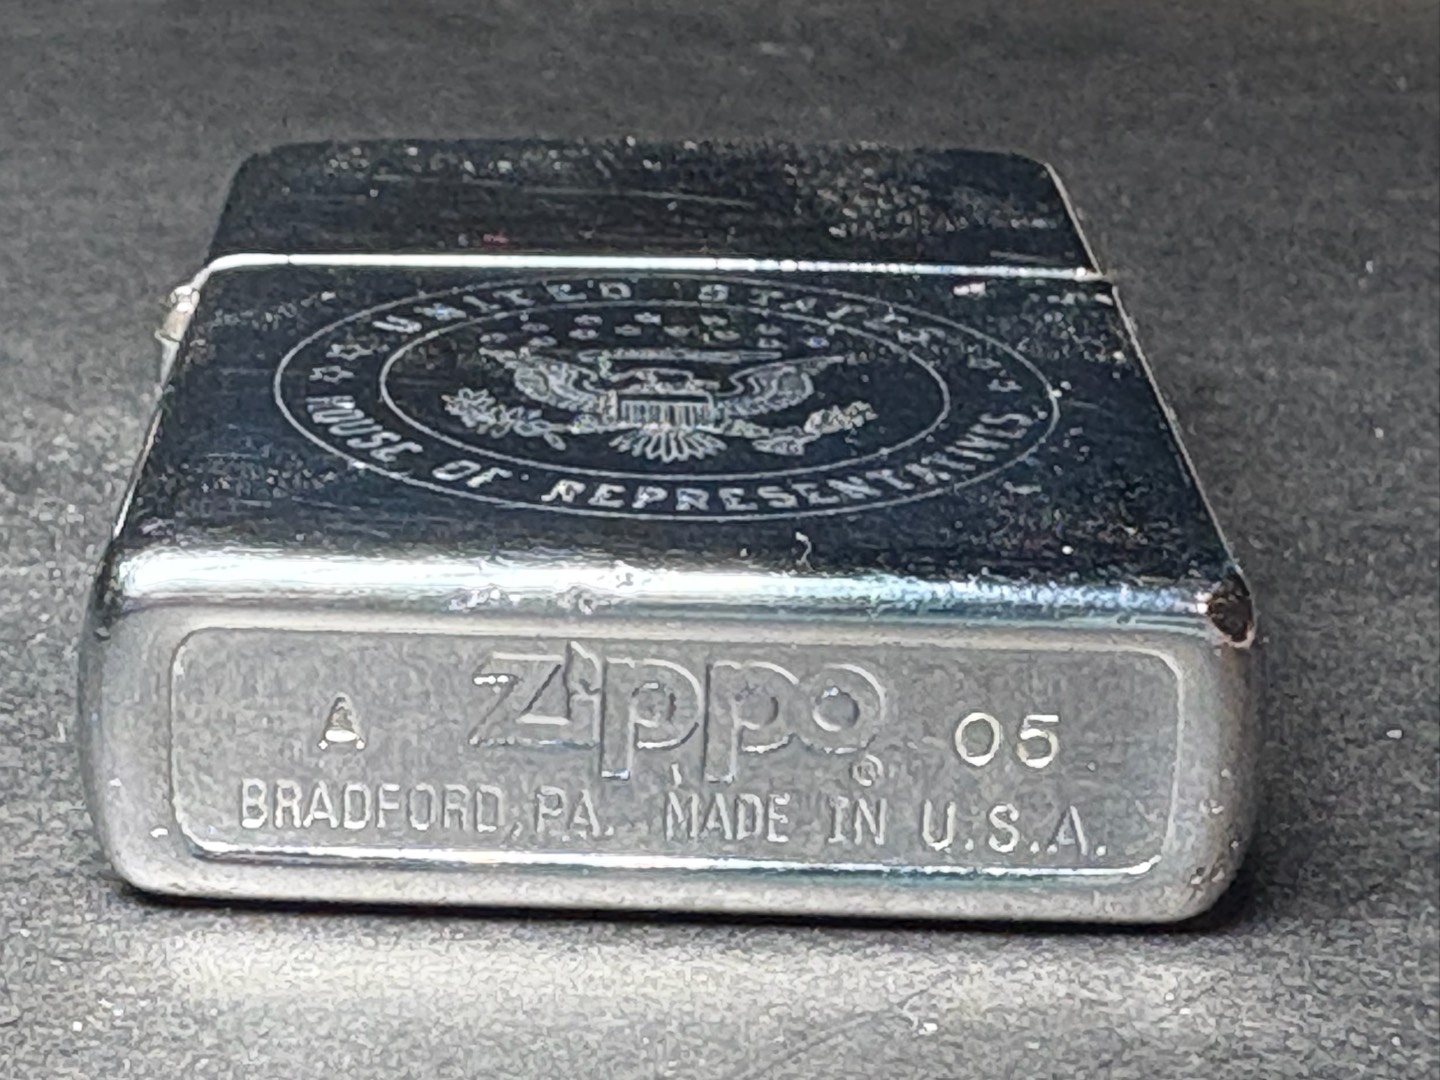 UNITED STATES
HOUSE OF REPRESENTATIVES
A Zippo® 05
BRADFORD, PA. MADE IN U.S.A.